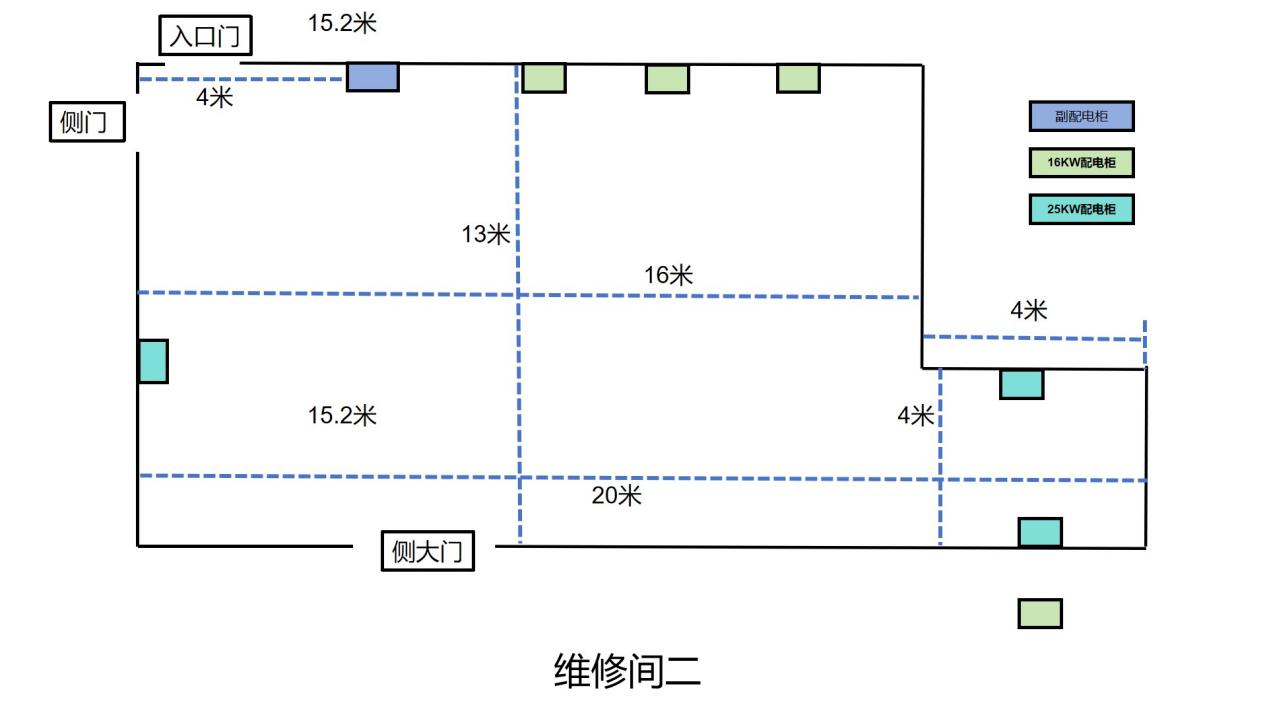 15.2米
入口门
4米
侧门
副配电柜
16KW配电柜
25KW配电柜
13米
16米
4米
15.2米
4米
20米
侧大门
维修间二